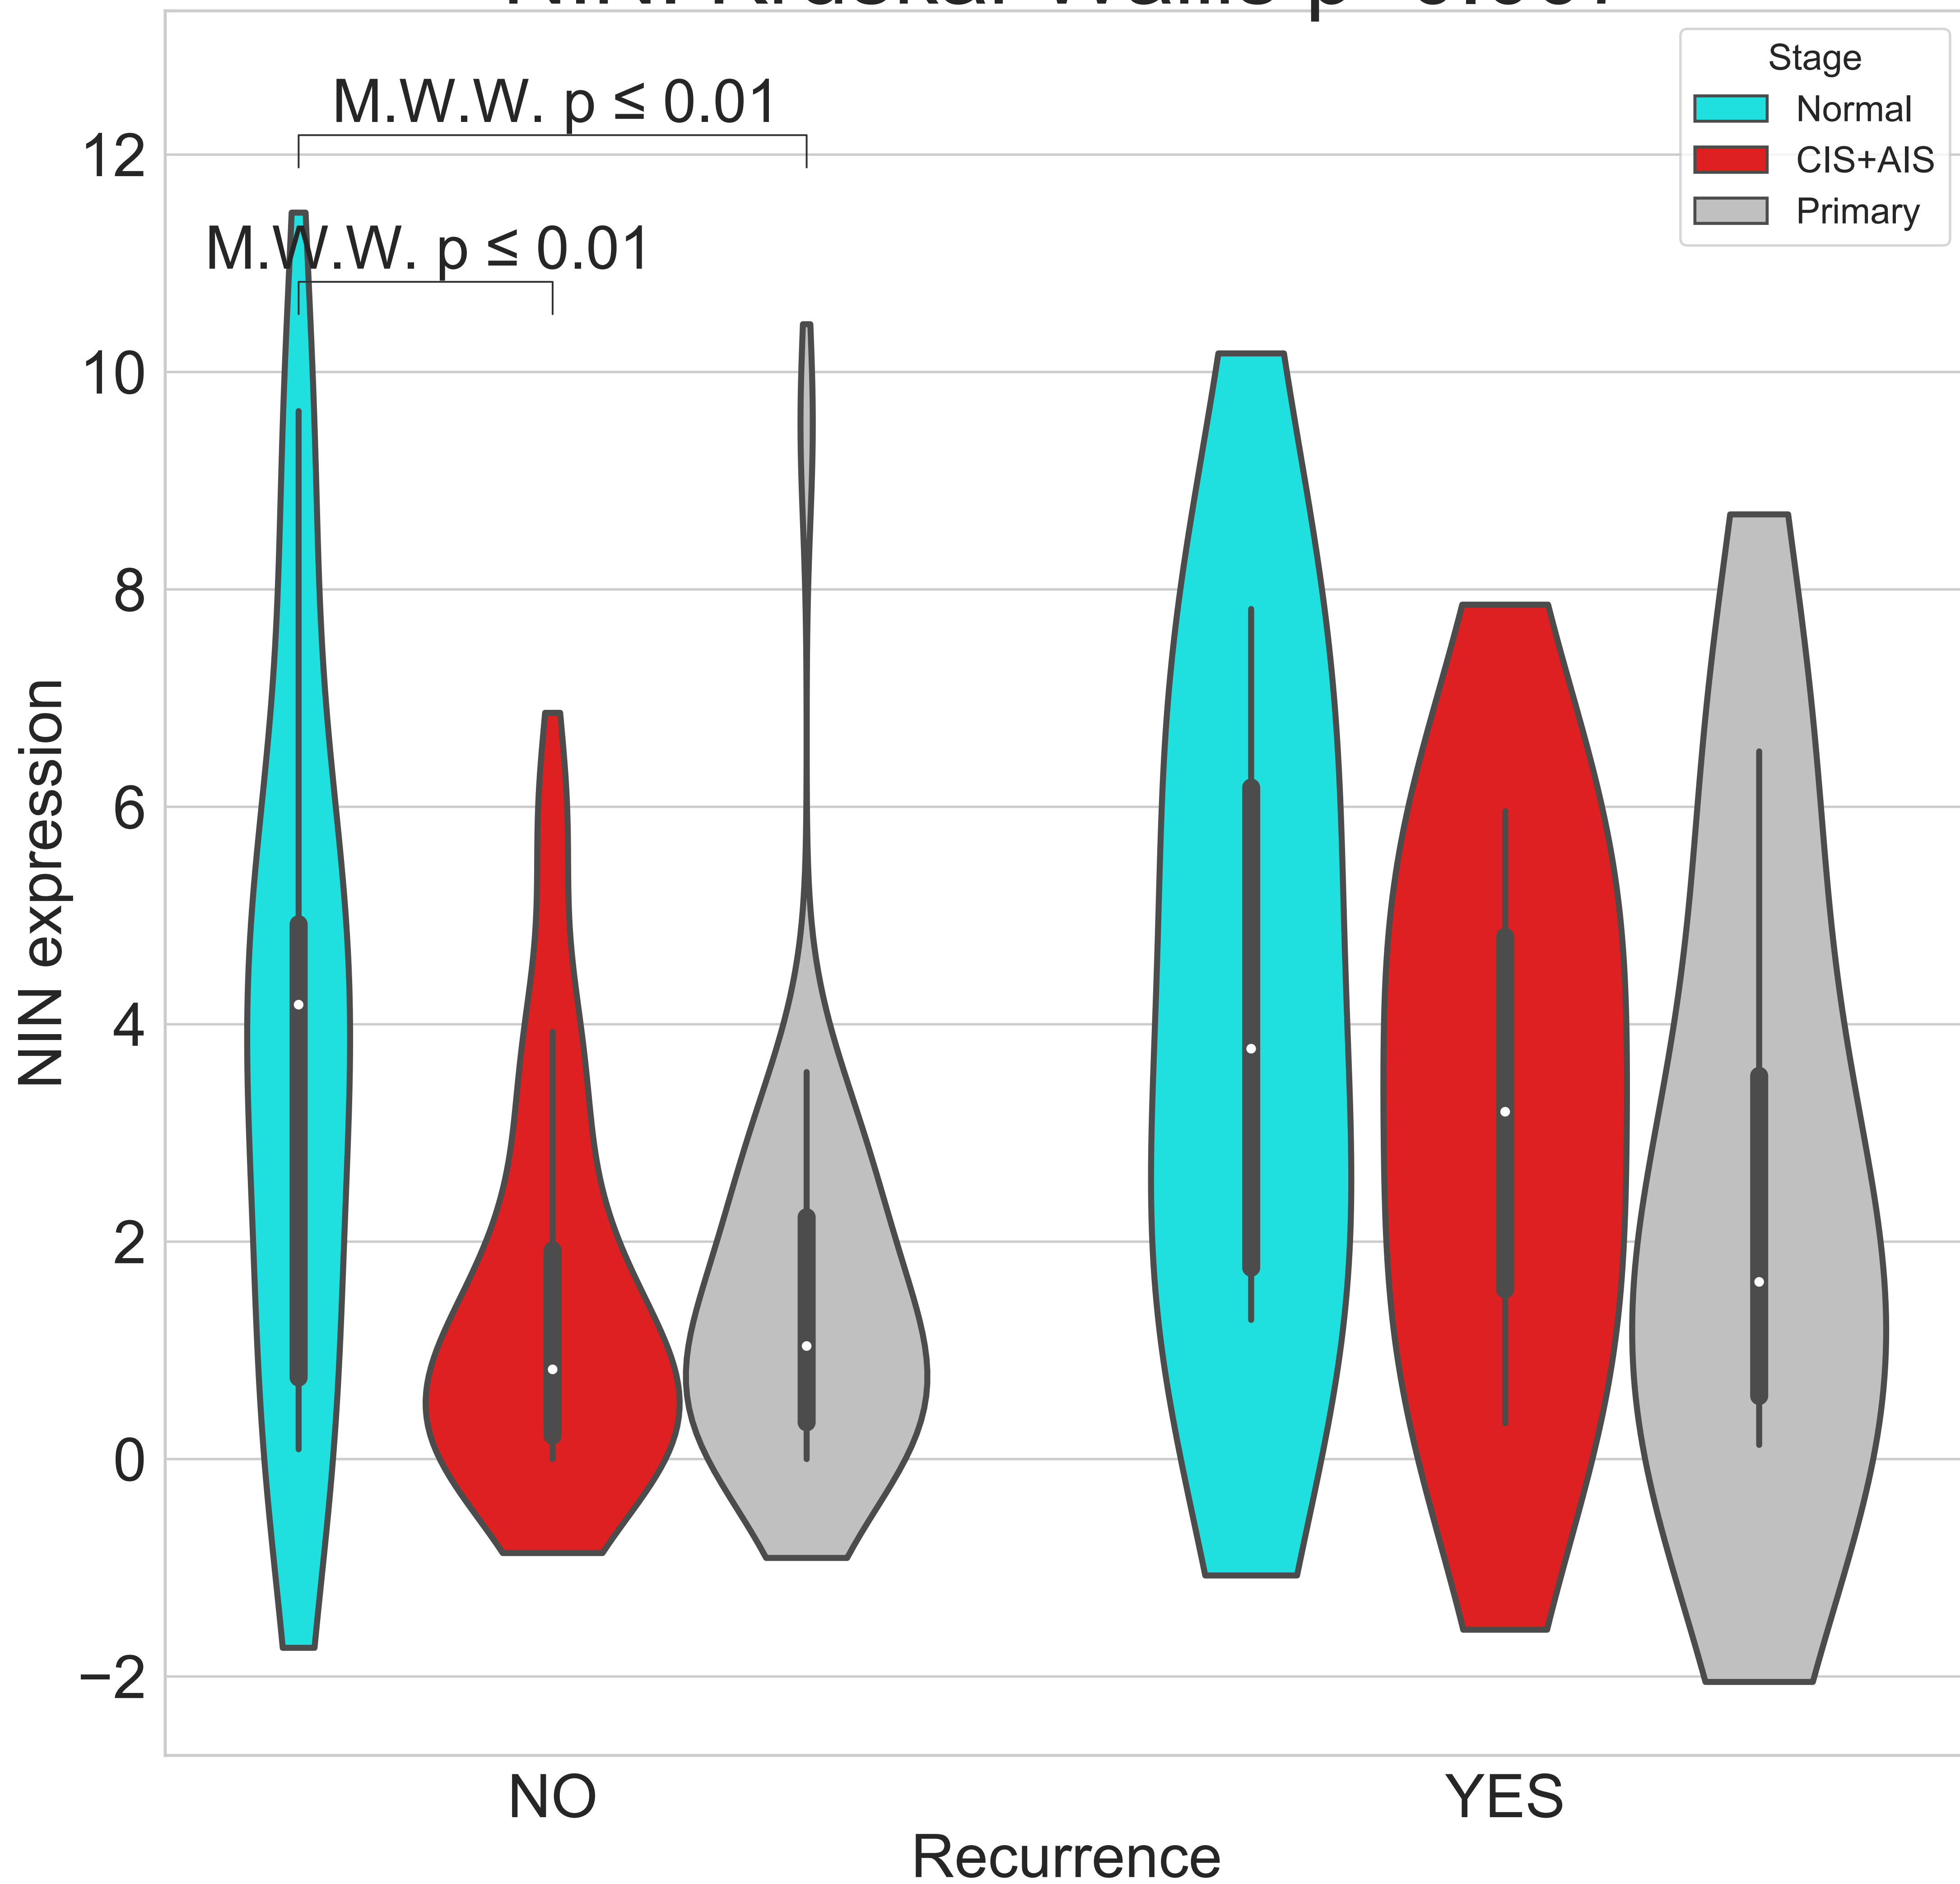 Stage
Normal
CIS+AIS
Primary
M.W.W. p ≤ 0.01
M.W.W. p ≤ 0.01
12
10
8
6
4
2
0
−2
NIN expression
NO
YES
Recurrence